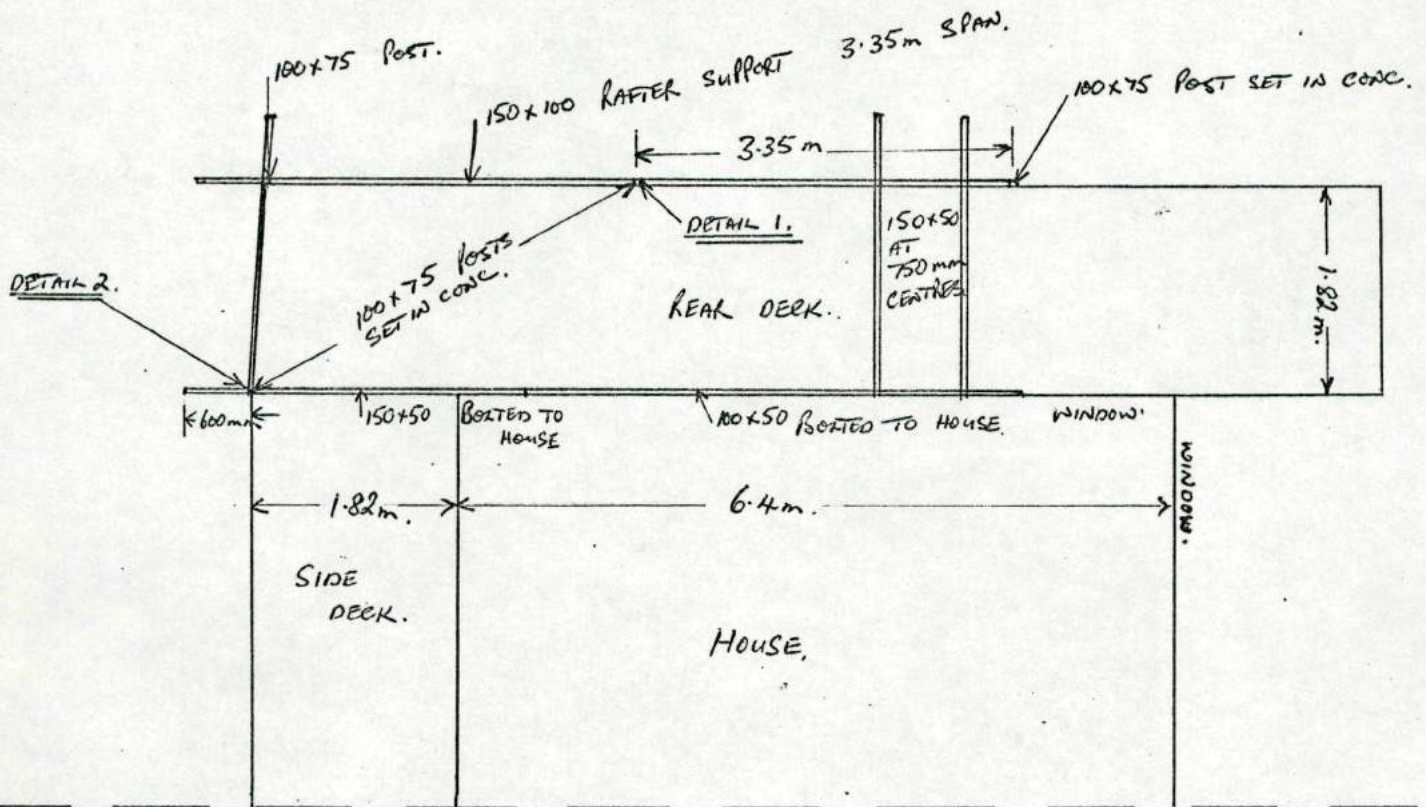 100x75 POST.
150x100 RAFTER SUPPORT 3.35m SPAN.
100x75 POST SET IN CONC.
3.35m
DETAIL 1.
150x50
AT
750mm
CENTRES
DETAIL 2.
100x75 POSTS
SET IN CONC.
REAR DECK..
1.82m.
600mm
150x50
BOLTED TO
HOUSE
100x50 BOLTED TO HOUSE.
WINDOW.
WINDOW.
1.82m.
6.4m.
SIDE
DECK.
HOUSE.